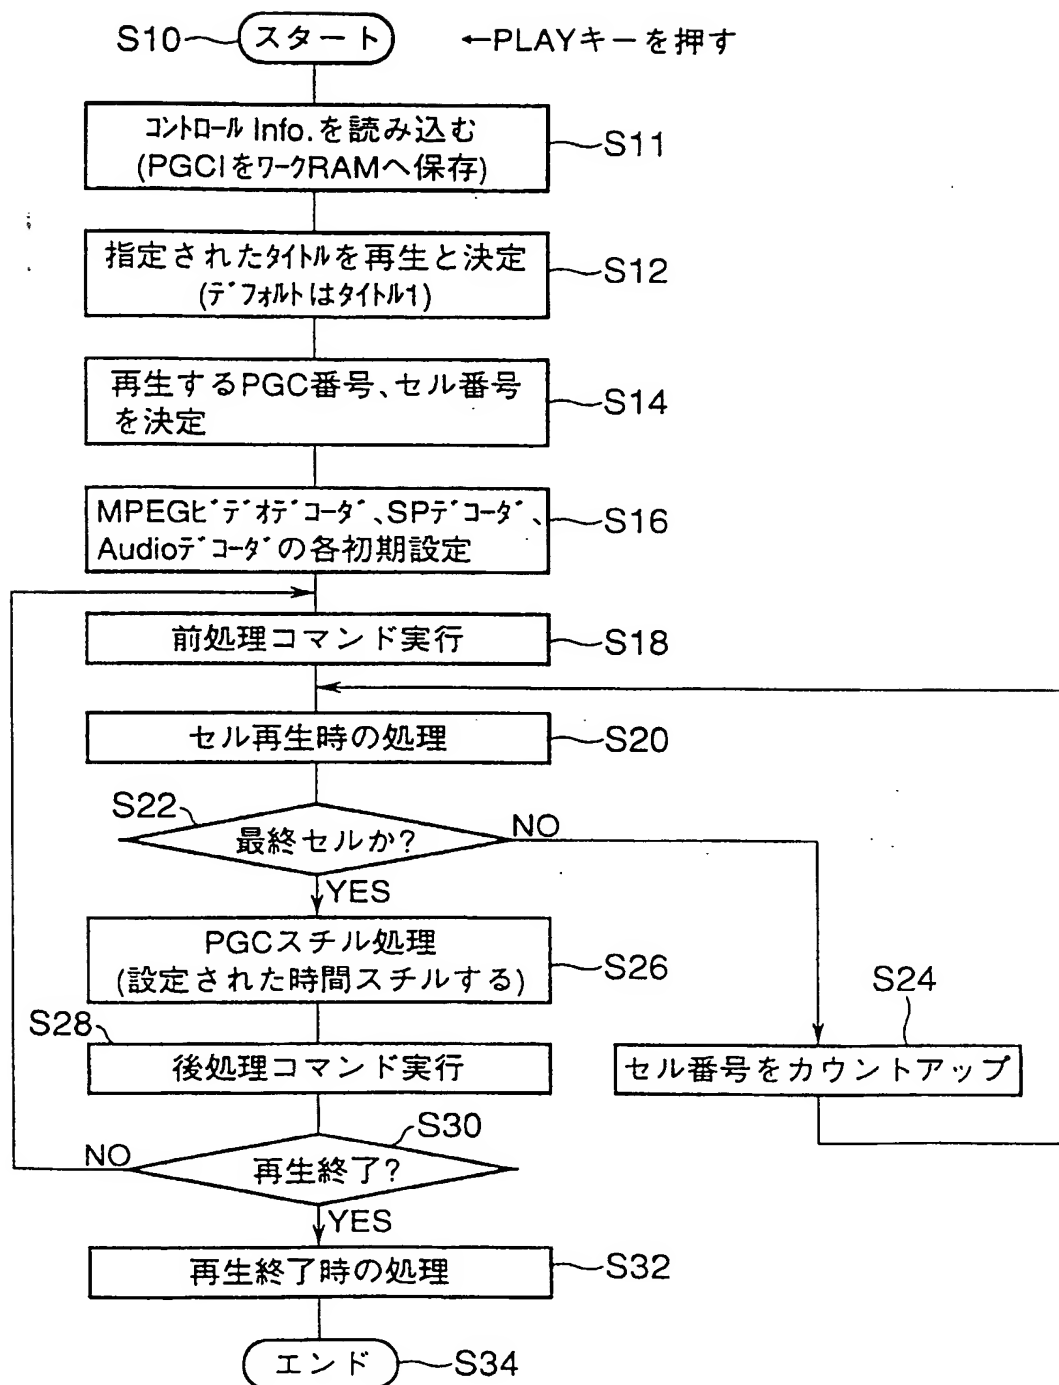 S10
スタート
←PLAYキーを押す
コントロール Info.を読み込む
(PGCIをワークRAMへ保存)
S11
指定されたタイトルを再生と決定
(デフォルトはタイトル1)
S12
再生するPGC番号、セル番号
を決定
S14
MPEGビデオデコーダ、SPデコーダ、
Audioデコーダの各初期設定
S16
前処理コマンド実行
S18
セル再生時の処理
S20
S22
最終セルか?
NO
YES
PGCスチル処理
(設定された時間スチルする)
S26
S24
セル番号をカウントアップ
S28
後処理コマンド実行
S30
再生終了?
NO
YES
再生終了時の処理
S32
エンド
S34